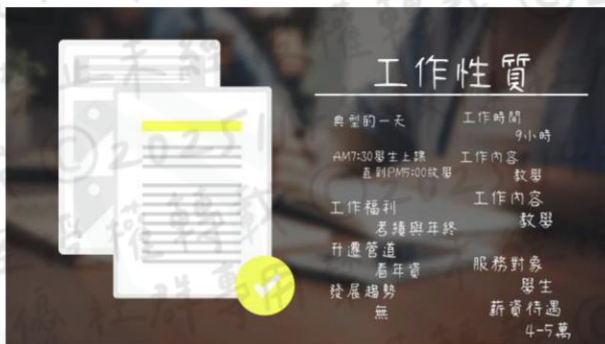 工作性質
典型的一天
AM7:30學生上課
直到PM5:00放學
工作福利
考績與年終
升遷管道
看年資
發展趨勢
無
工作時間
9小時
工作內容
教學
工作內容
教學
服務對象
學生
薪資待遇
4-5萬